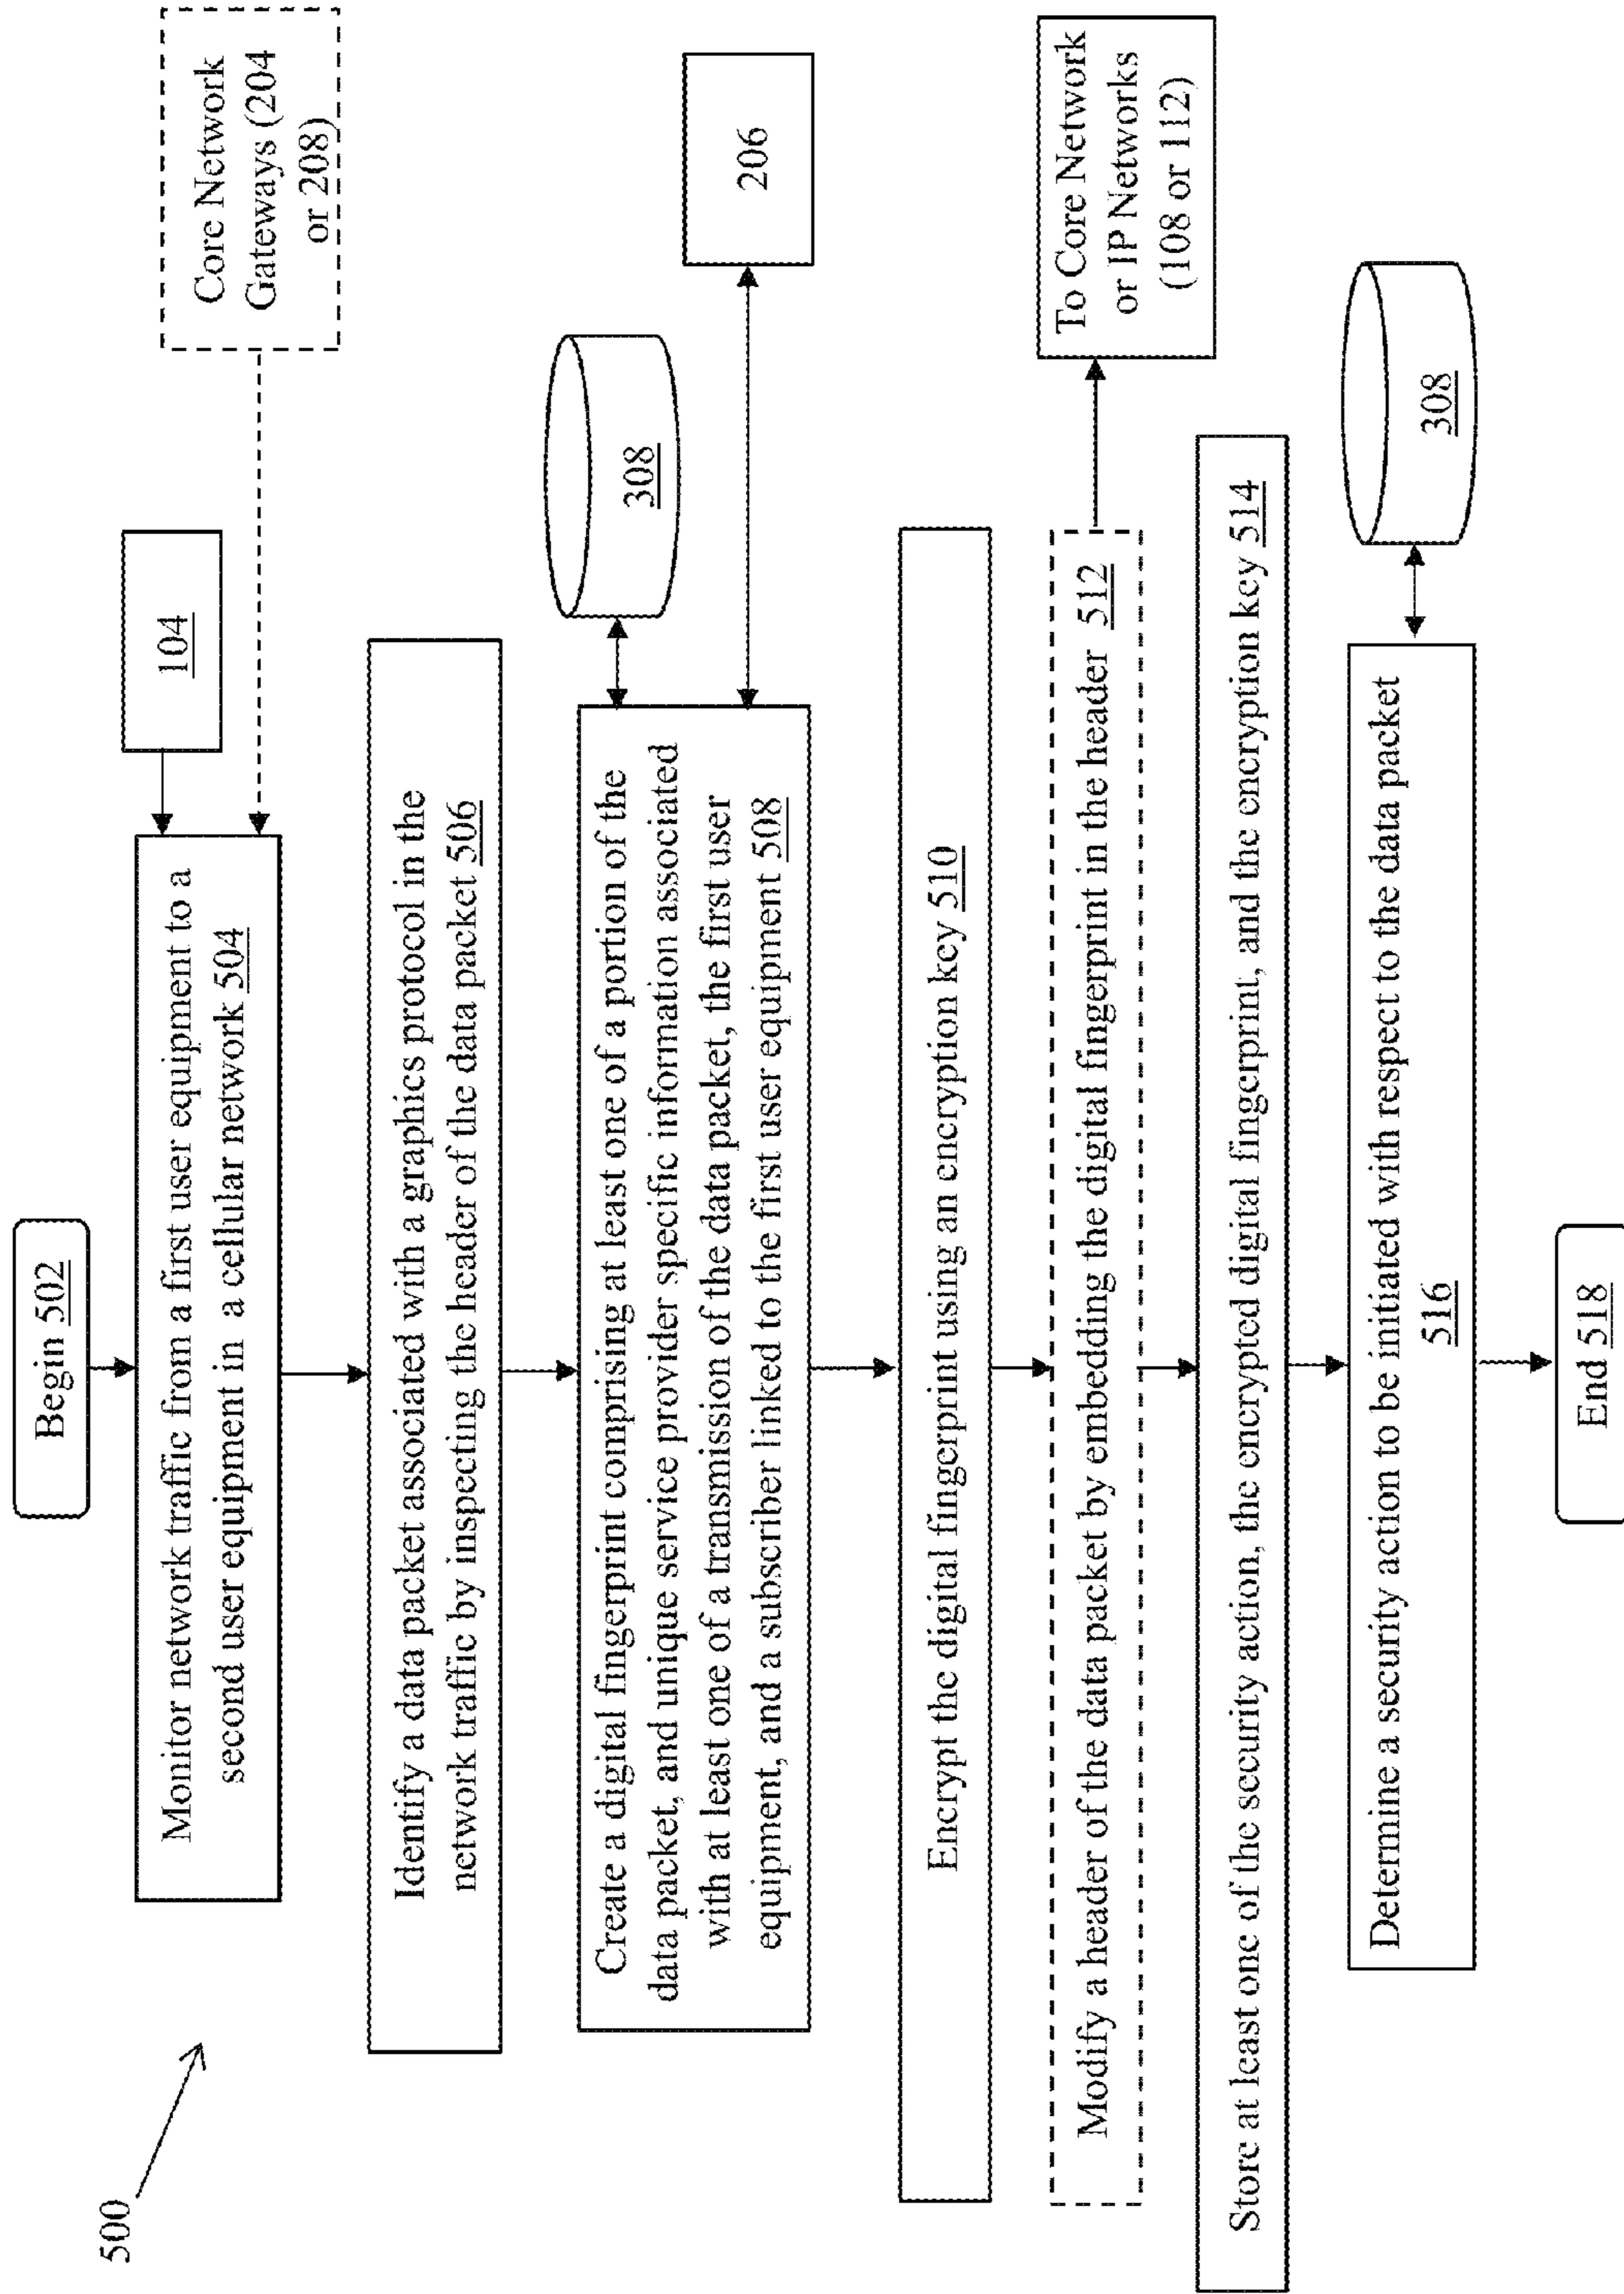 500
Begin 502
Monitor network traffic from a first user equipment to a
second user equipment in a cellular network 504
104
Core Network
Gateways (204
or 208)
Identify a data packet associated with a graphics protocol in the
network traffic by inspecting the header of the data packet 506
Create a digital fingerprint comprising at least one of a portion of the
data packet, and unique service provider specific information associated
with at least one of a transmission of the data packet, the first user
equipment, and a subscriber linked to the first user equipment 508
308
206
Encrypt the digital fingerprint using an encryption key 510
Modify a header of the data packet by embedding the digital fingerprint in the header 512
To Core Network
or IP Networks
(108 or 112)
Store at least one of the security action, the encrypted digital fingerprint, and the encryption key 514
Determine a security action to be initiated with respect to the data packet
516
308
End 518